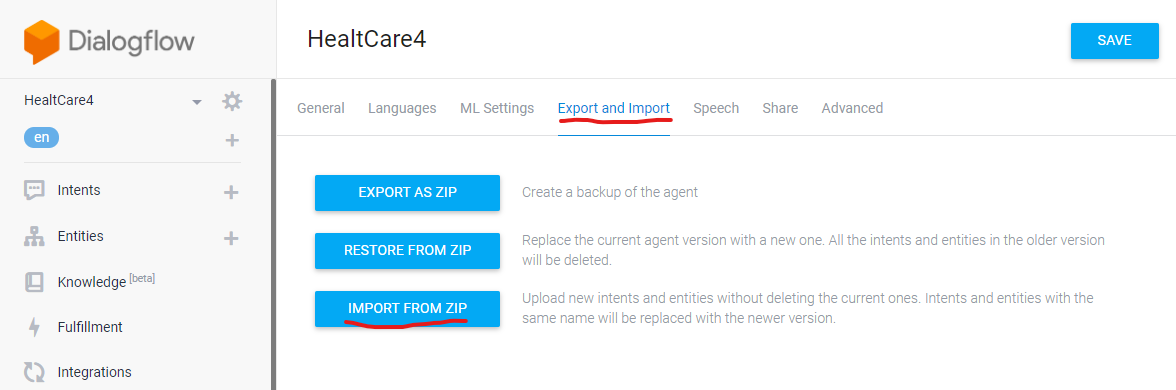 Dialogflow
HealtCare4
SAVE
HealtCare4
en
Intents
Entities
Knowledge [beta]
Fulfillment
Integrations
General Languages ML Settings Export and Import Speech Share Advanced
EXPORT AS ZIP
Create a backup of the agent
RESTORE FROM ZIP
Replace the current agent version with a new one. All the intents and entities in the older version
will be deleted.
IMPORT FROM ZIP
Upload new intents and entities without deleting the current ones. Intents and entities with the
same name will be replaced with the newer version.